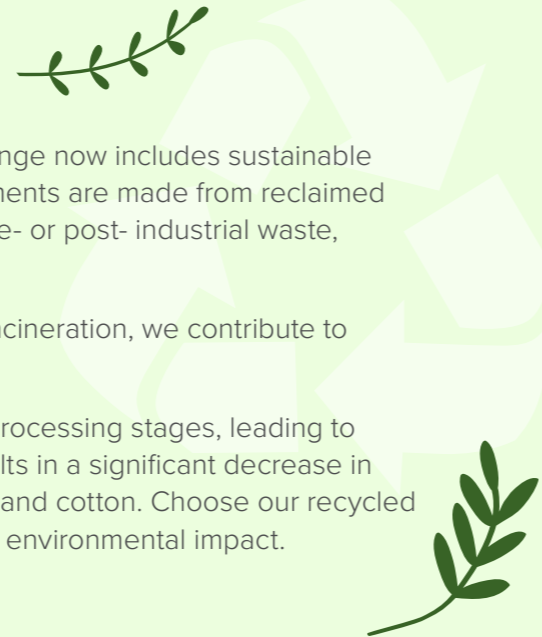 nge now includes sustainable
ments are made from reclaimed
e- or post- industrial waste,
ncineration, we contribute to
rocessing stages, leading to
lts in a significant decrease in
and cotton. Choose our recycled
environmental impact.